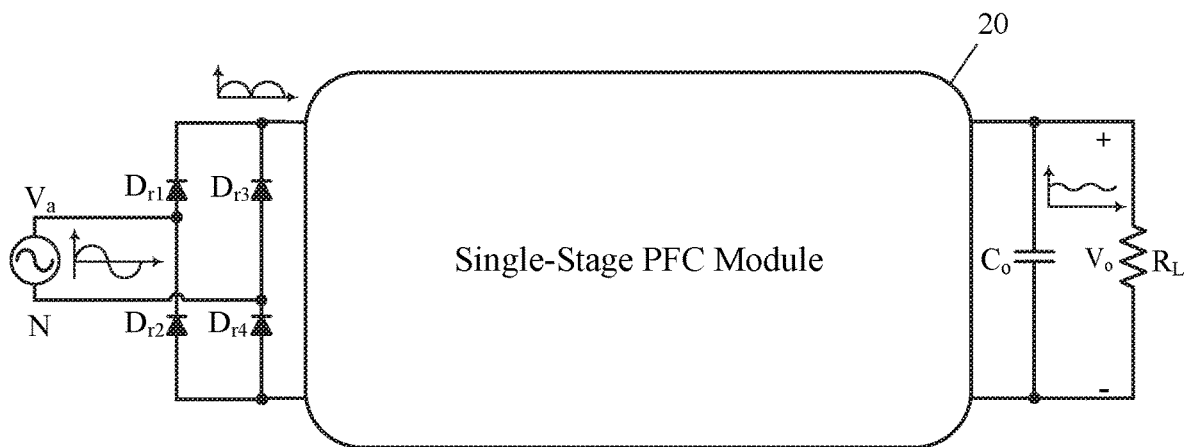 20
V_a
D_r1
D_r3
N
D_r2
D_r4
Single-Stage PFC Module
C_o
+
V_o
-
R_L